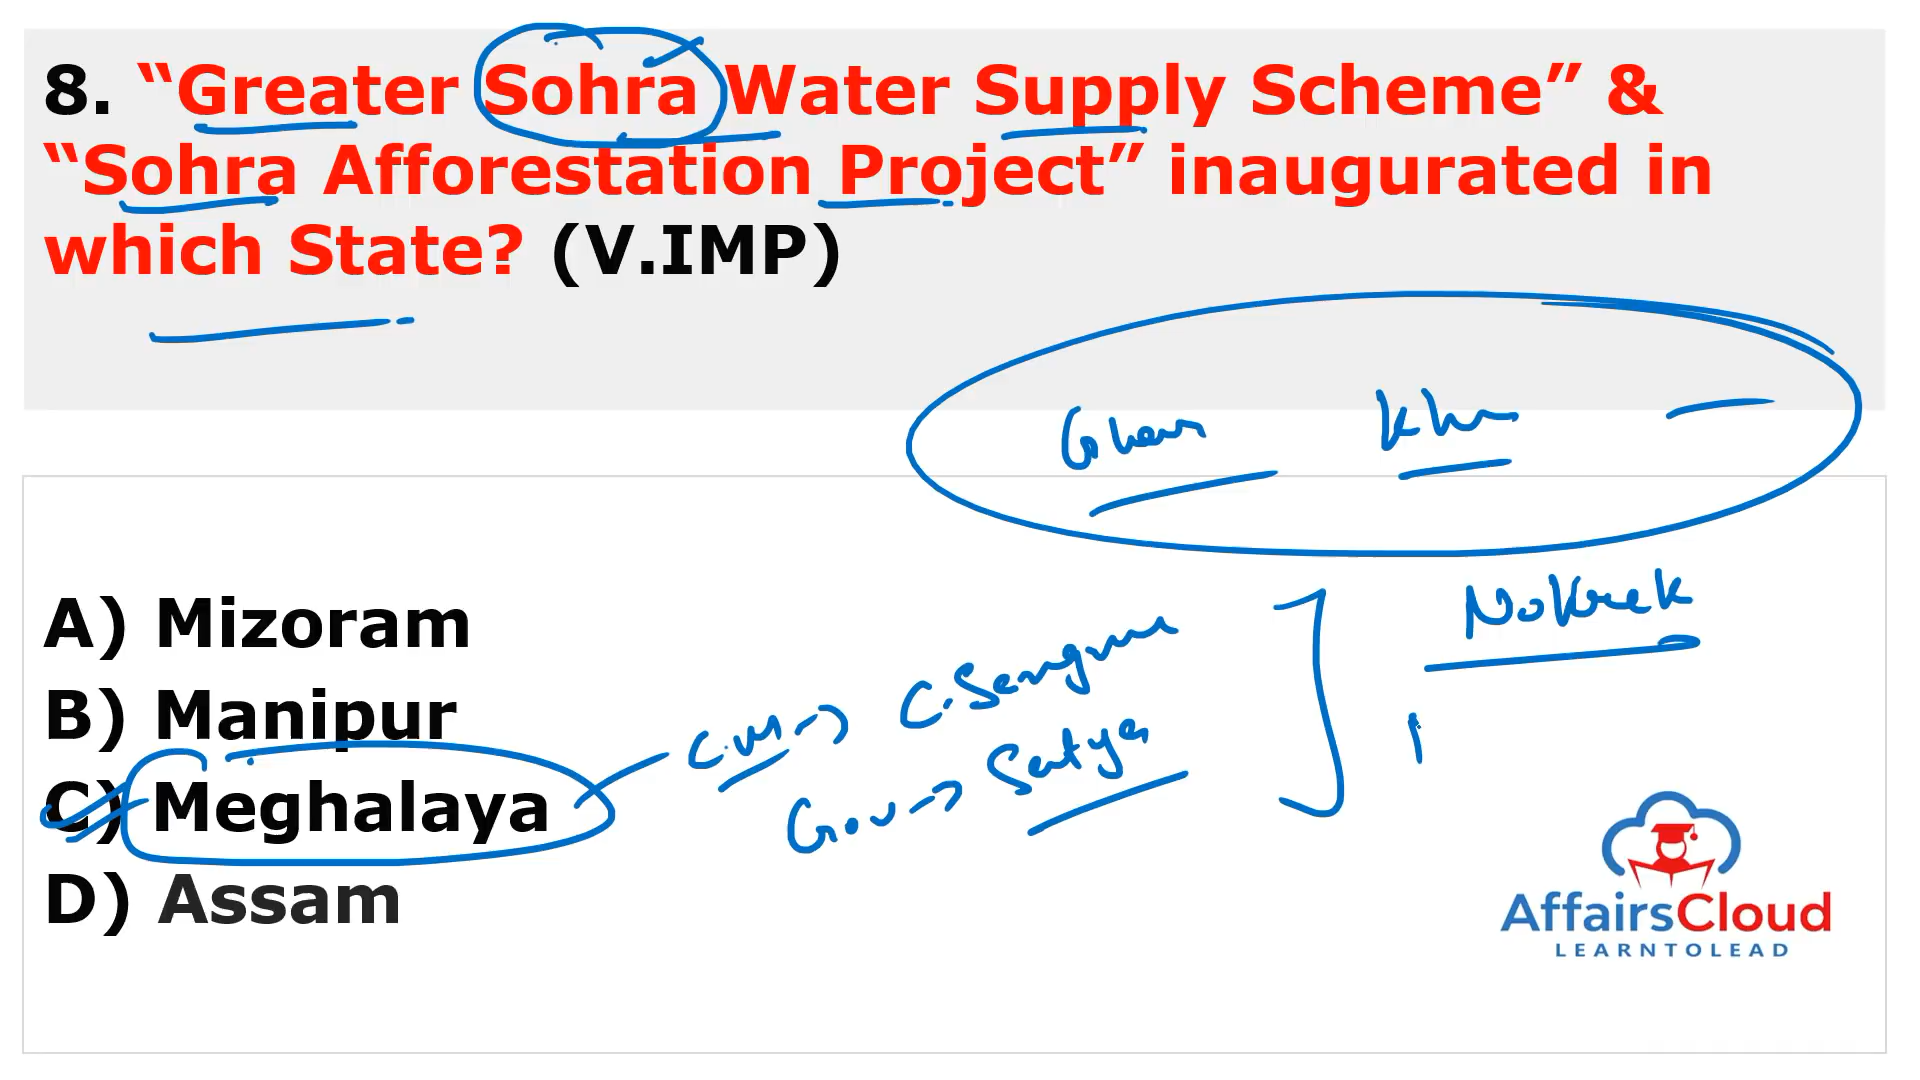 8. “Greater Sohra Water Supply Scheme” &
“Sohra Afforestation Project” inaugurated in
which State? (V.IMP)
A) Mizoram
B) Manipur
C) Meghalaya
D) Assam
C.M → C. Sangma
Gov → Satya
Nokrek
AffairsCloud
LEARNTOLEAD